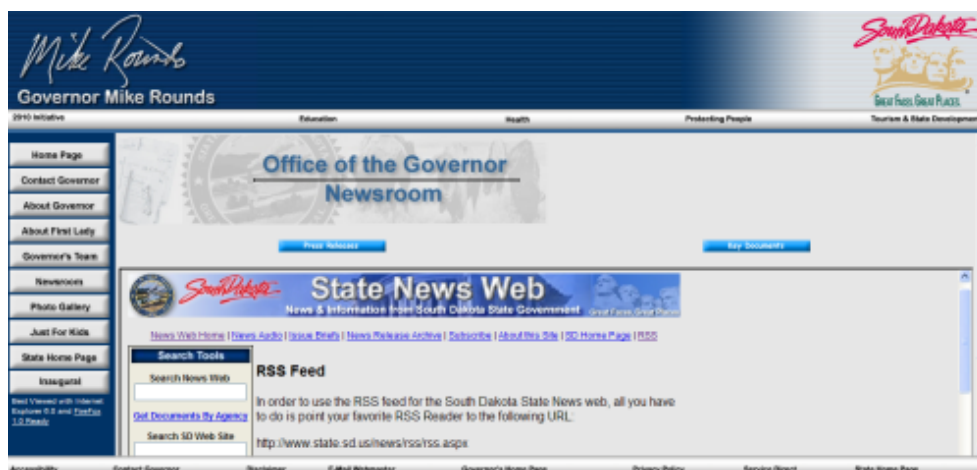 Mike Rounds
Governor Mike Rounds
South Dakota
GREAT FACES. GREAT PLACES.
2010 Initiative Education Health Protecting People Tourism & State Development
Home Page
Contact Governor
About Governor
About First Lady
Governor's Team
Newsroom
Photo Gallery
Just For Kids
State Home Page
Inaugural
Best Viewed with Internet
Explorer 6.0 and FireFox
1.0 Ready
Office of the Governor
Newsroom
Press Releases Key Documents
South Dakota State News Web
News & Information from South Dakota State Government Great Faces. Great Places.
News Web Home | News Audio | Issue Briefs | News Release Archive | Subscribe | About this Site | SD Home Page | RSS
Search Tools
Search News Web
Get Documents By Agency
Search SD Web Site
RSS Feed
In order to use the RSS feed for the South Dakota State News web, all you have
to do is point your favorite RSS Reader to the following URL:
http://www.state.sd.us/news/rss/rss.aspx
Accessibility Contact Governor Disclaimer E-Mail Webmaster Governor's Home Page Privacy Policy Service Direct State Home Page